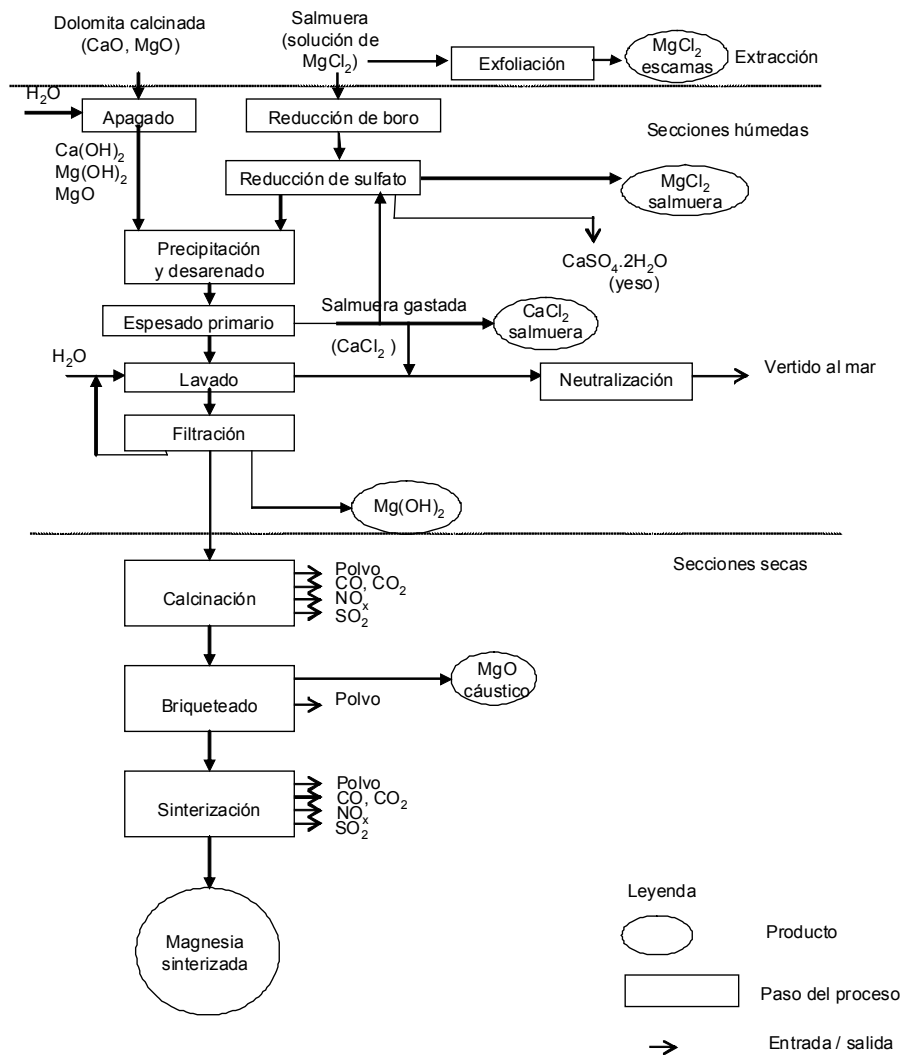 Dolomita calcinada
(CaO, MgO)
Salmuera
(solución de
MgCl2)
Exfoliación
MgCl2
escamas
Extracción
H2O
Apagado
Reducción de boro
Secciones húmedas
Ca(OH)2
Mg(OH)2
MgO
Reducción de sulfato
MgCl2
salmuera
Precipitación
y desarenado
CaSO4.2H2O
(yeso)
Espesado primario
Salmuera gastada
(CaCl2 )
CaCl2
salmuera
H2O
Lavado
Neutralización
Vertido al mar
Filtración
Mg(OH)2
Secciones secas
Calcinación
Polvo
CO, CO2
NOx
SO2
Briqueteado
MgO
cáustico
Polvo
Sinterización
Polvo
CO, CO2
NOx
SO2
Magnesia
sinterizada
Leyenda
Producto
Paso del proceso
Entrada / salida